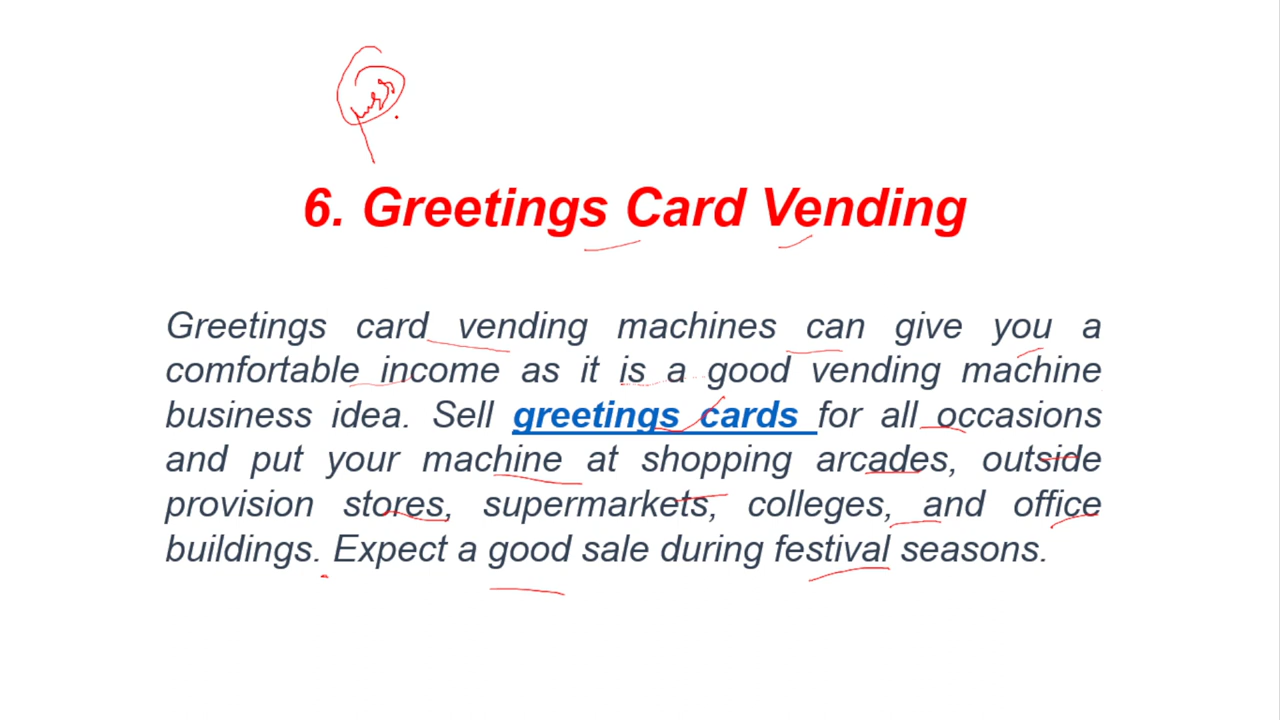 6. Greetings Card Vending
Greetings card vending machines can give you a
comfortable income as it is a good vending machine
business idea. Sell greetings cards for all occasions
and put your machine at shopping arcades, outside
provision stores, supermarkets, colleges, and office
buildings. Expect a good sale during festival seasons.